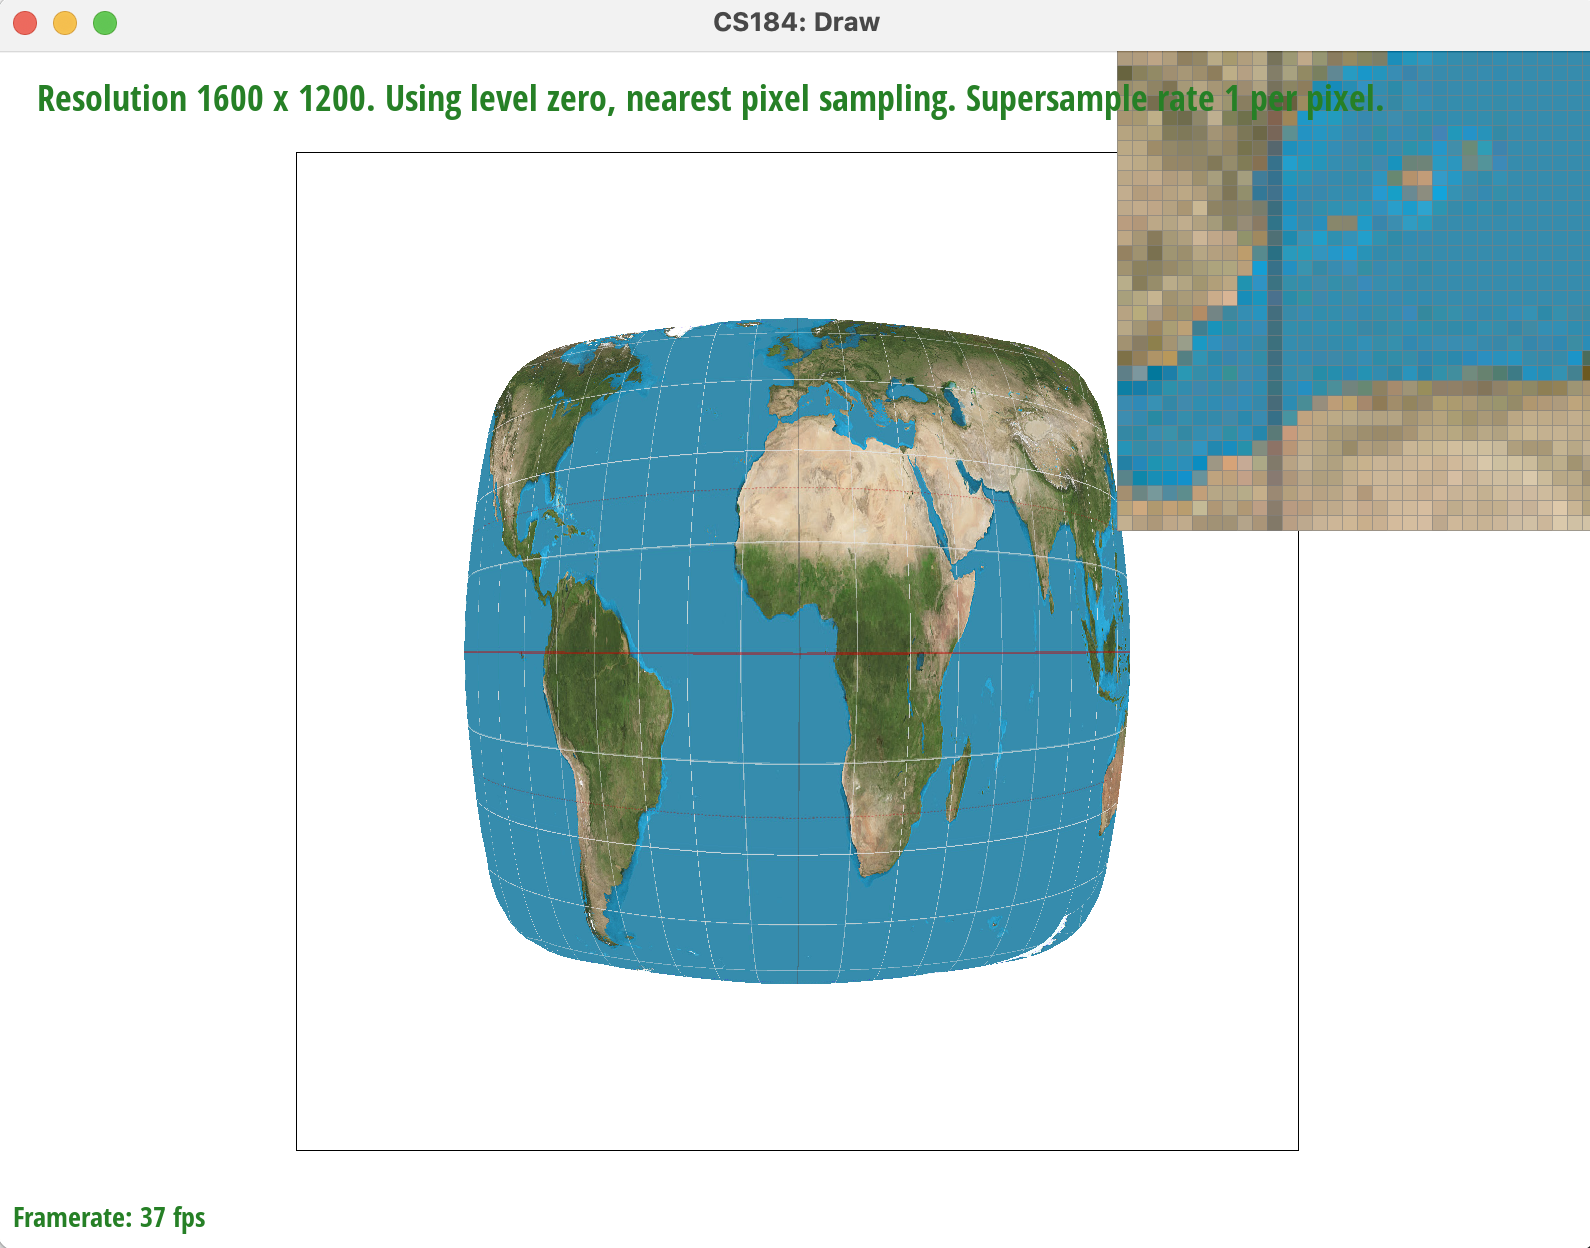 CS184: Draw
Resolution 1600 x 1200. Using level zero, nearest pixel sampling. Supersample rate 1 per pixel.
Framerate: 37 fps